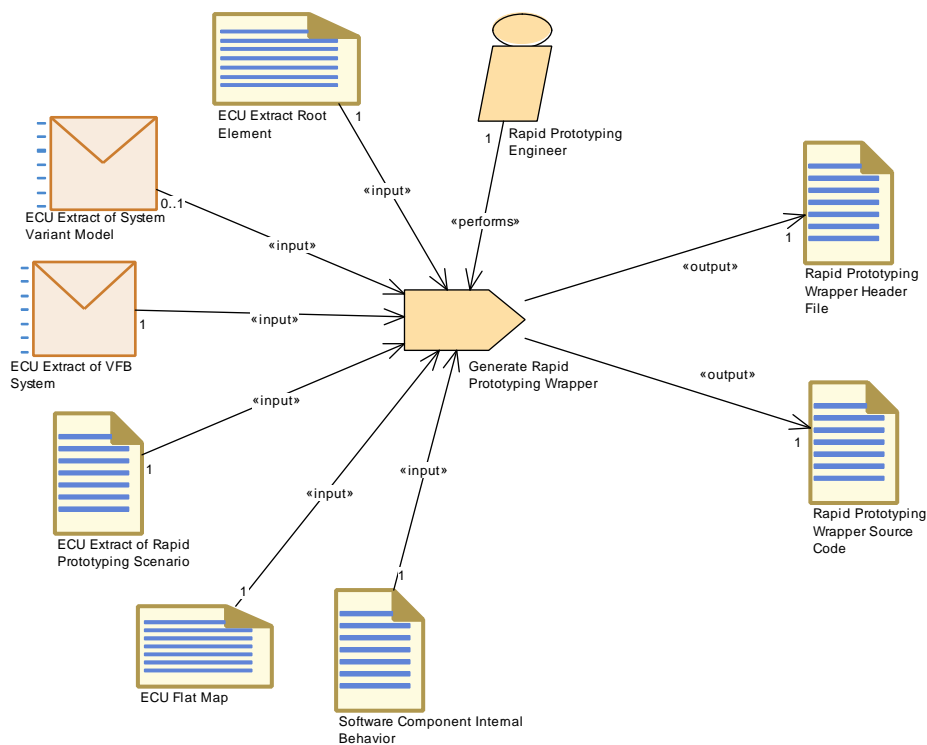 ECU Extract Root
Element
1
Rapid Prototyping
Engineer
1
«input»
«performs»
ECU Extract of System
Variant Model
0..1
«input»
ECU Extract of VFB
System
1
«input»
Generate Rapid
Prototyping Wrapper
«output»
1
Rapid Prototyping
Wrapper Header
File
«output»
1
Rapid Prototyping
Wrapper Source
Code
«input»
1
ECU Extract of Rapid
Prototyping Scenario
«input»
1
ECU Flat Map
«input»
1
Software Component Internal
Behavior